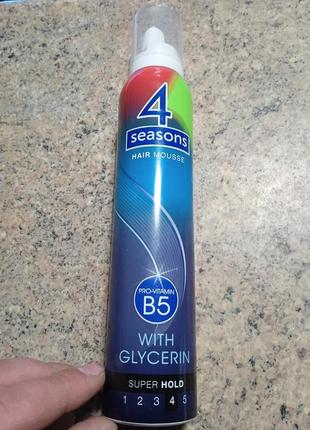 4
seasons
HAIR MOUSSE
PRO-VITAMIN
B5
WITH
GLYCERIN
SUPER HOLD
1 2 3 4 5